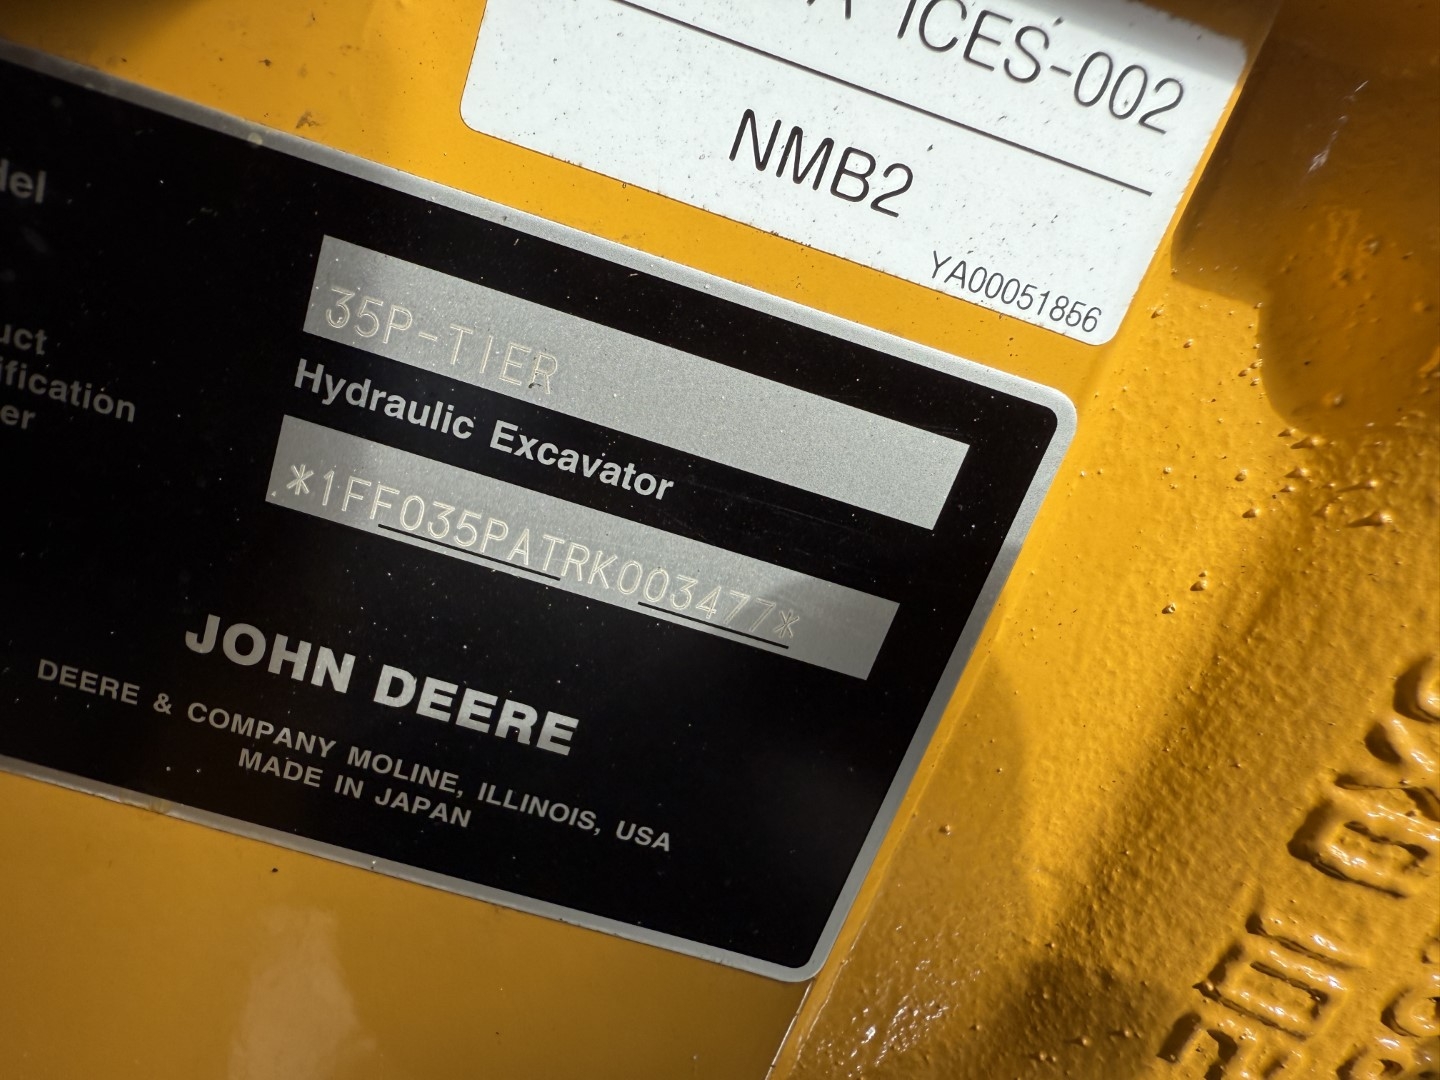 ICES-002
NMB2
YA00051856
del
35P-TIER
Hydraulic Excavator
uct
ification
er
*1FF035PATRK003477*
JOHN DEERE
DEERE & COMPANY MOLINE, ILLINOIS, USA
MADE IN JAPAN